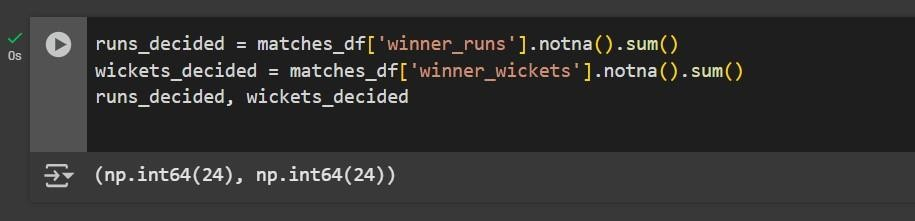 runs_decided = matches_df['winner_runs'].notna().sum()
wickets_decided = matches_df['winner_wickets'].notna().sum()
runs_decided, wickets_decided
0s
(np.int64(24), np.int64(24))